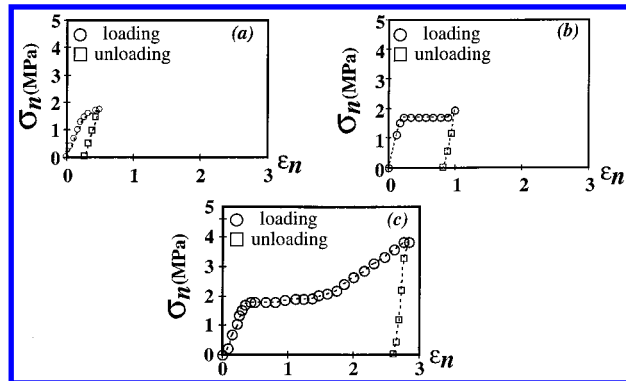 (a)
loading
unloading
σn(MPa)
5
4
3
2
1
0
0 1 2 3
εn
(b)
loading
unloading
σn(MPa)
5
4
3
2
1
0
0 1 2 3
εn
(c)
loading
unloading
σn(MPa)
5
4
3
2
1
0
0 1 2 3
εn